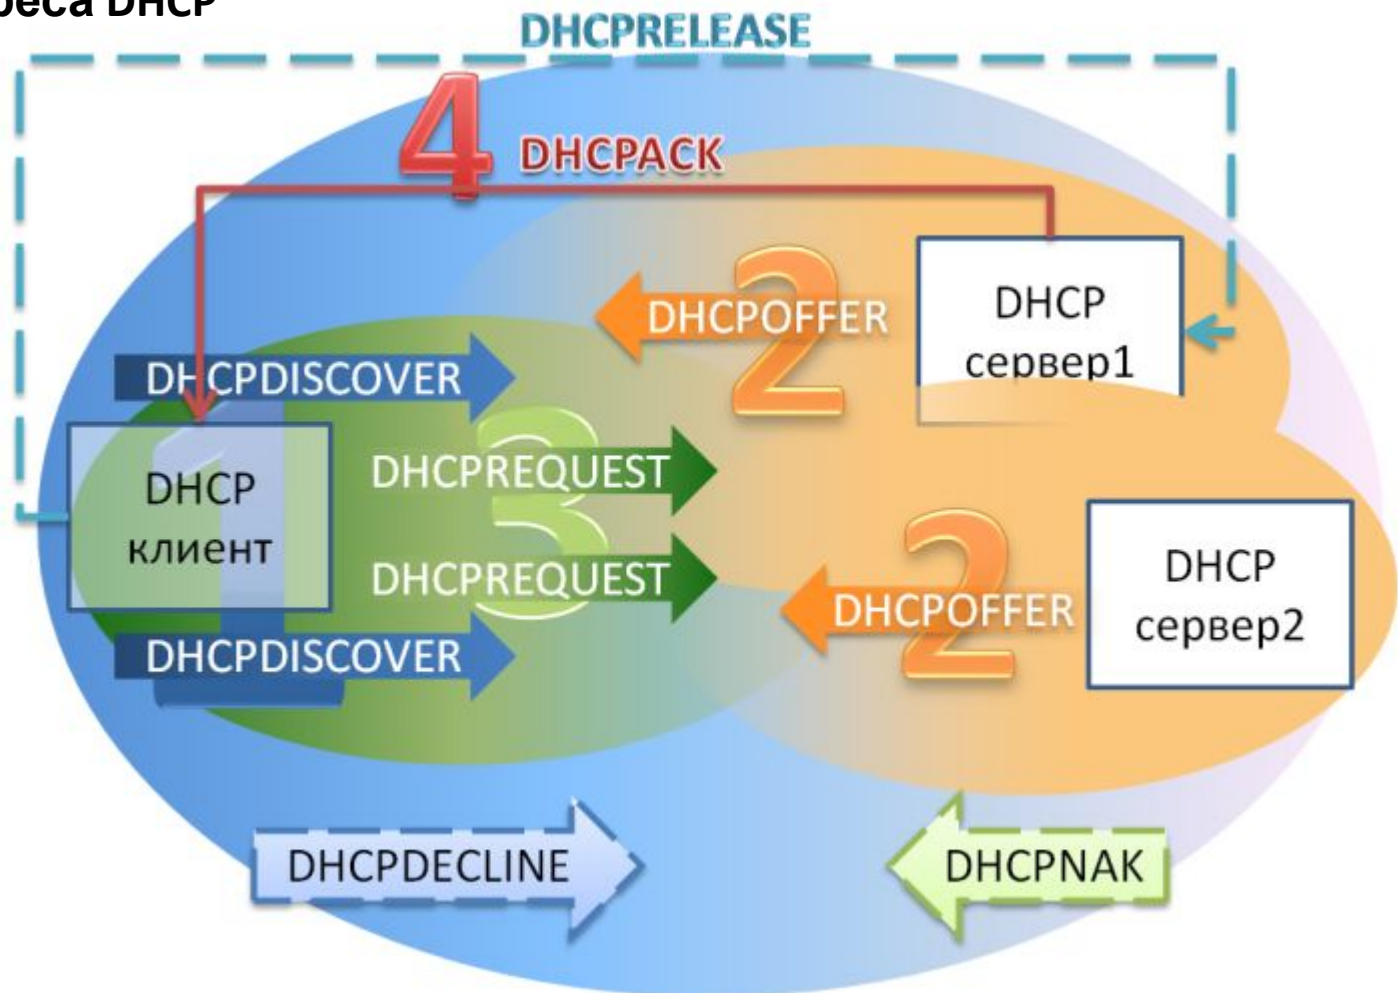 DHCP
DHCPRELEASE
4 DHCPACK
2
DHCPOFFER
DHCP
сервер1
DHCPDISCOVER
1
DHCP
клиент
3
DHCPREQUEST
DHCPREQUEST
2
DHCPOFFER
DHCP
сервер2
DHCPDISCOVER
DHCPDECLINE
DHCPNAK